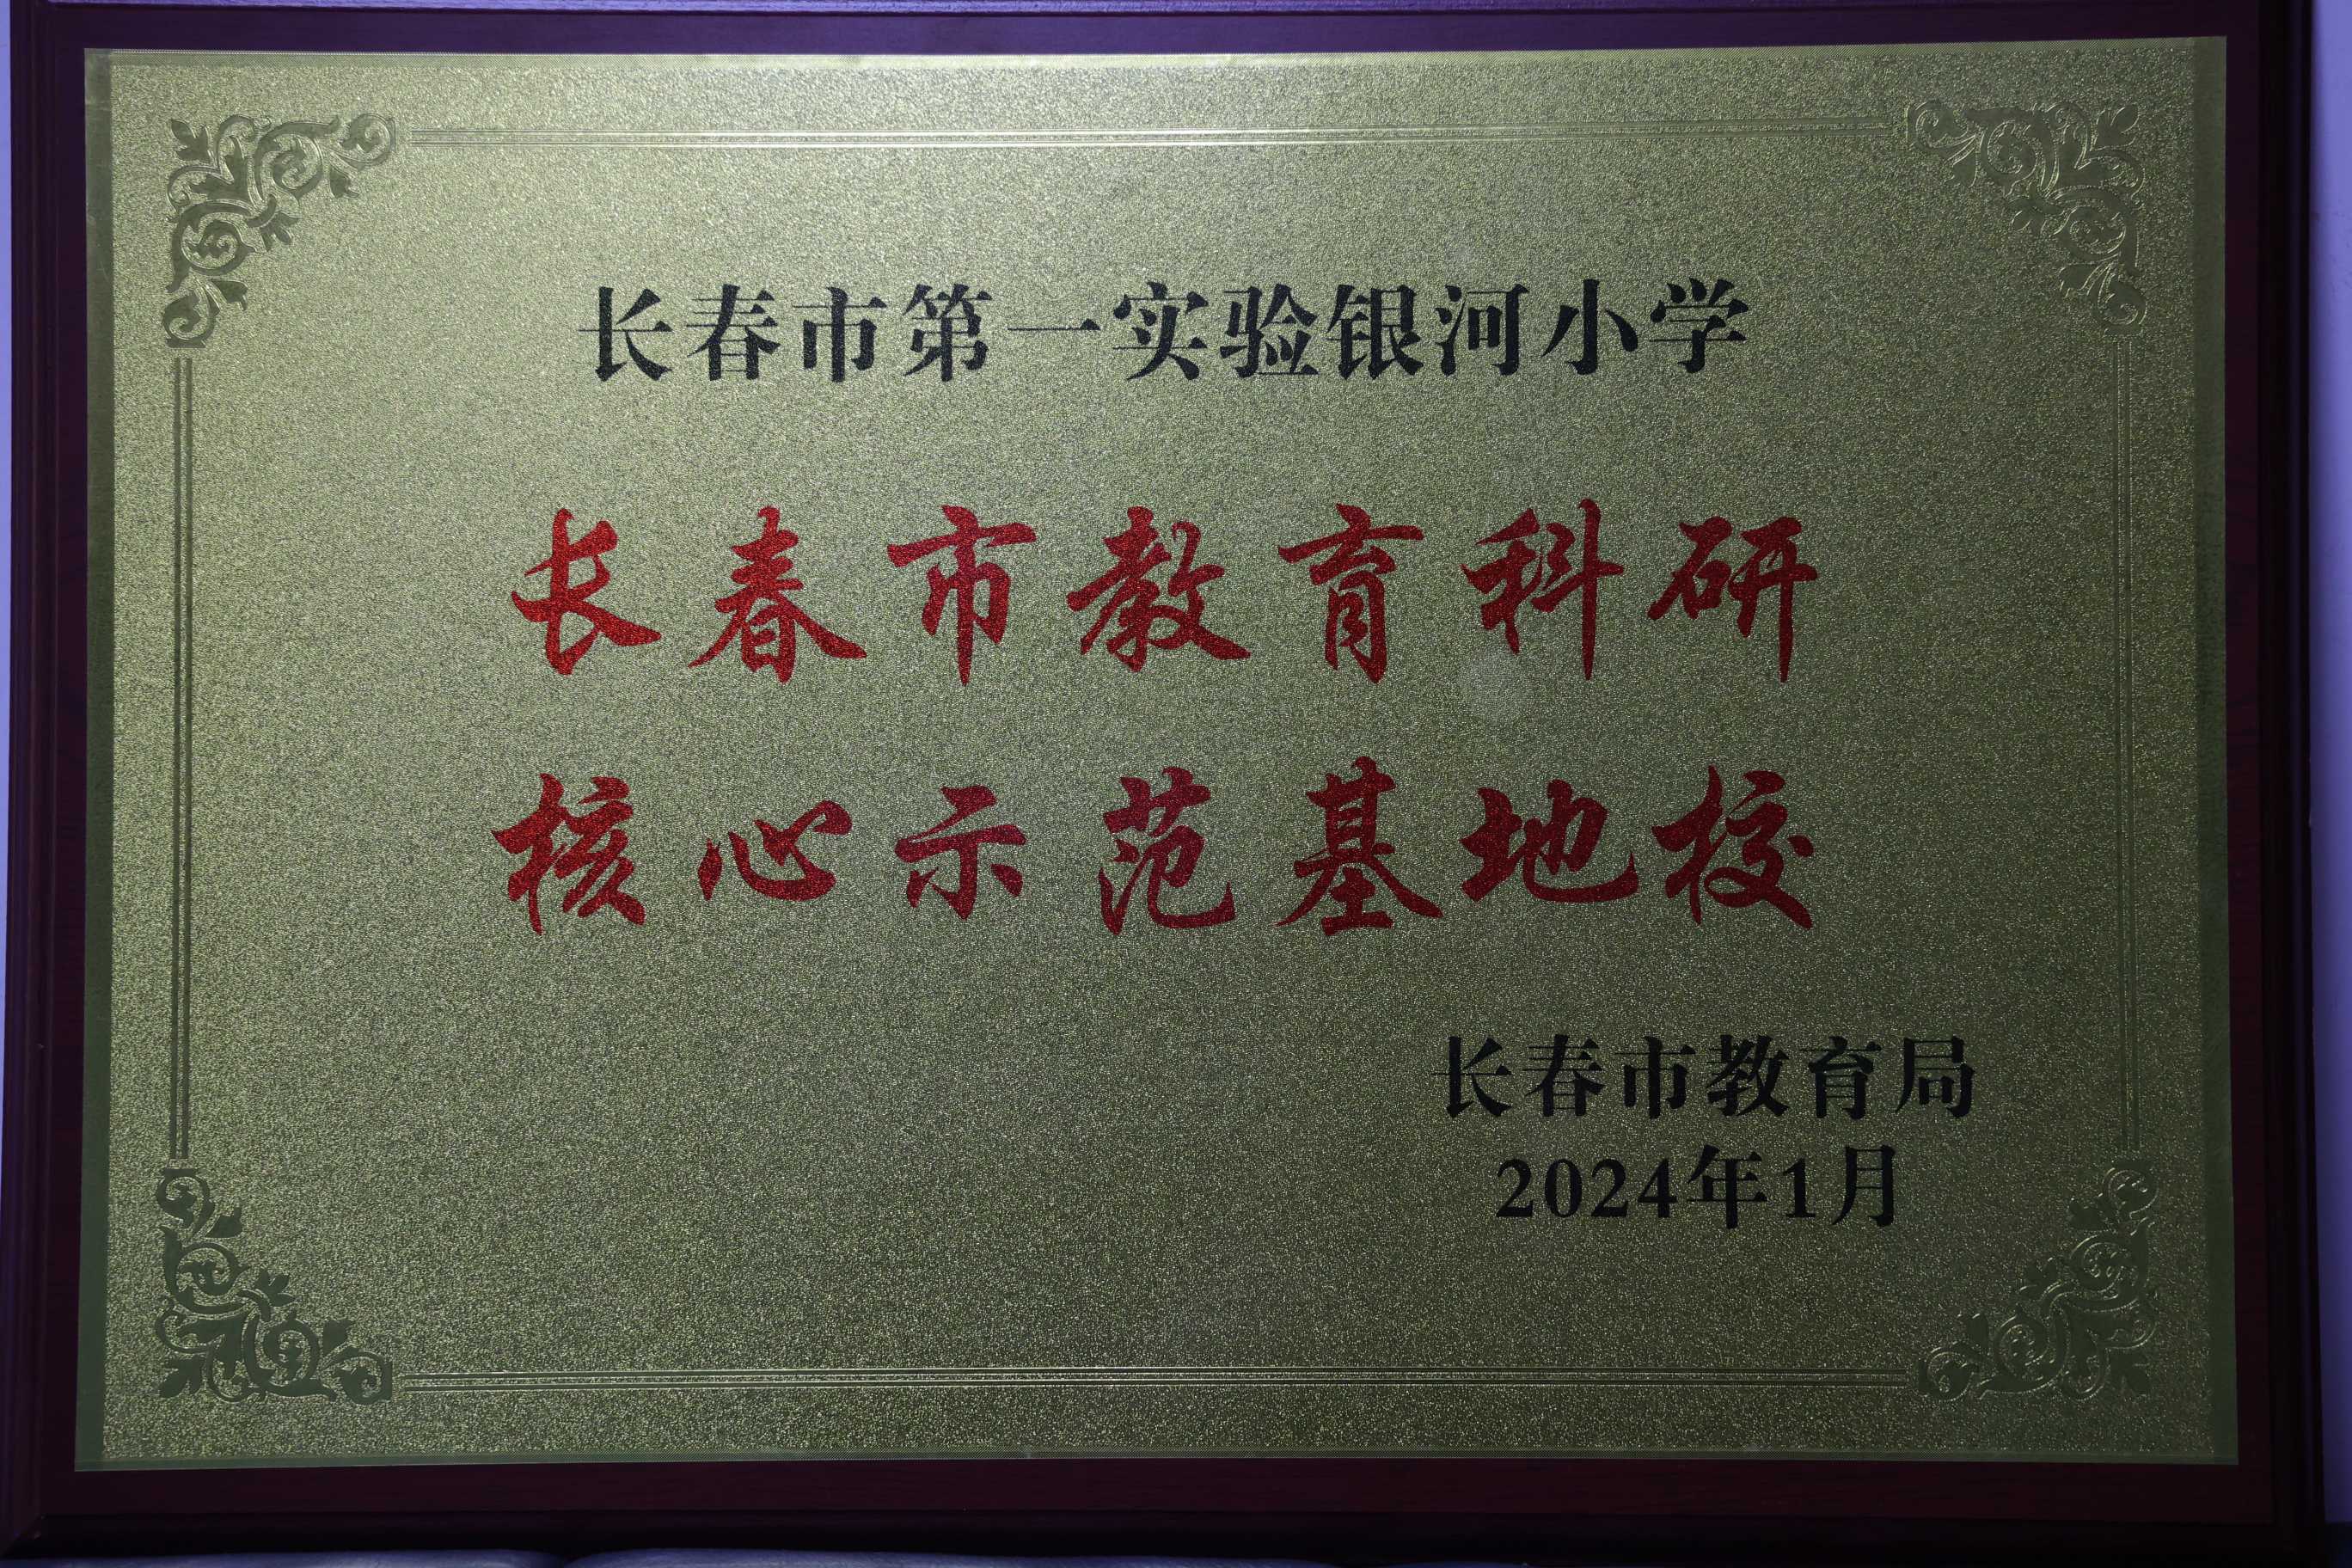 长春市第一实验银河小学
长春市教育科研
核心示范基地校
长春市教育局
2024年1月